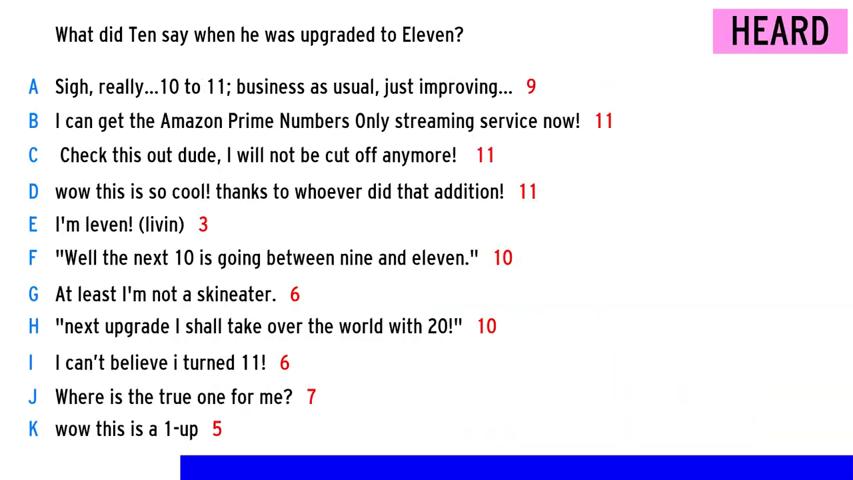 What did Ten say when he was upgraded to Eleven?
HEARD
A Sigh, really...10 to 11; business as usual, just improving... 9
B I can get the Amazon Prime Numbers Only streaming service now! 11
C Check this out dude, I will not be cut off anymore! 11
D wow this is so cool! thanks to whoever did that addition! 11
E I'm leven! (livin) 3
F "Well the next 10 is going between nine and eleven." 10
G At least I'm not a skineater. 6
H "next upgrade I shall take over the world with 20!" 10
I I can’t believe i turned 11! 6
J Where is the true one for me? 7
K wow this is a 1-up 5